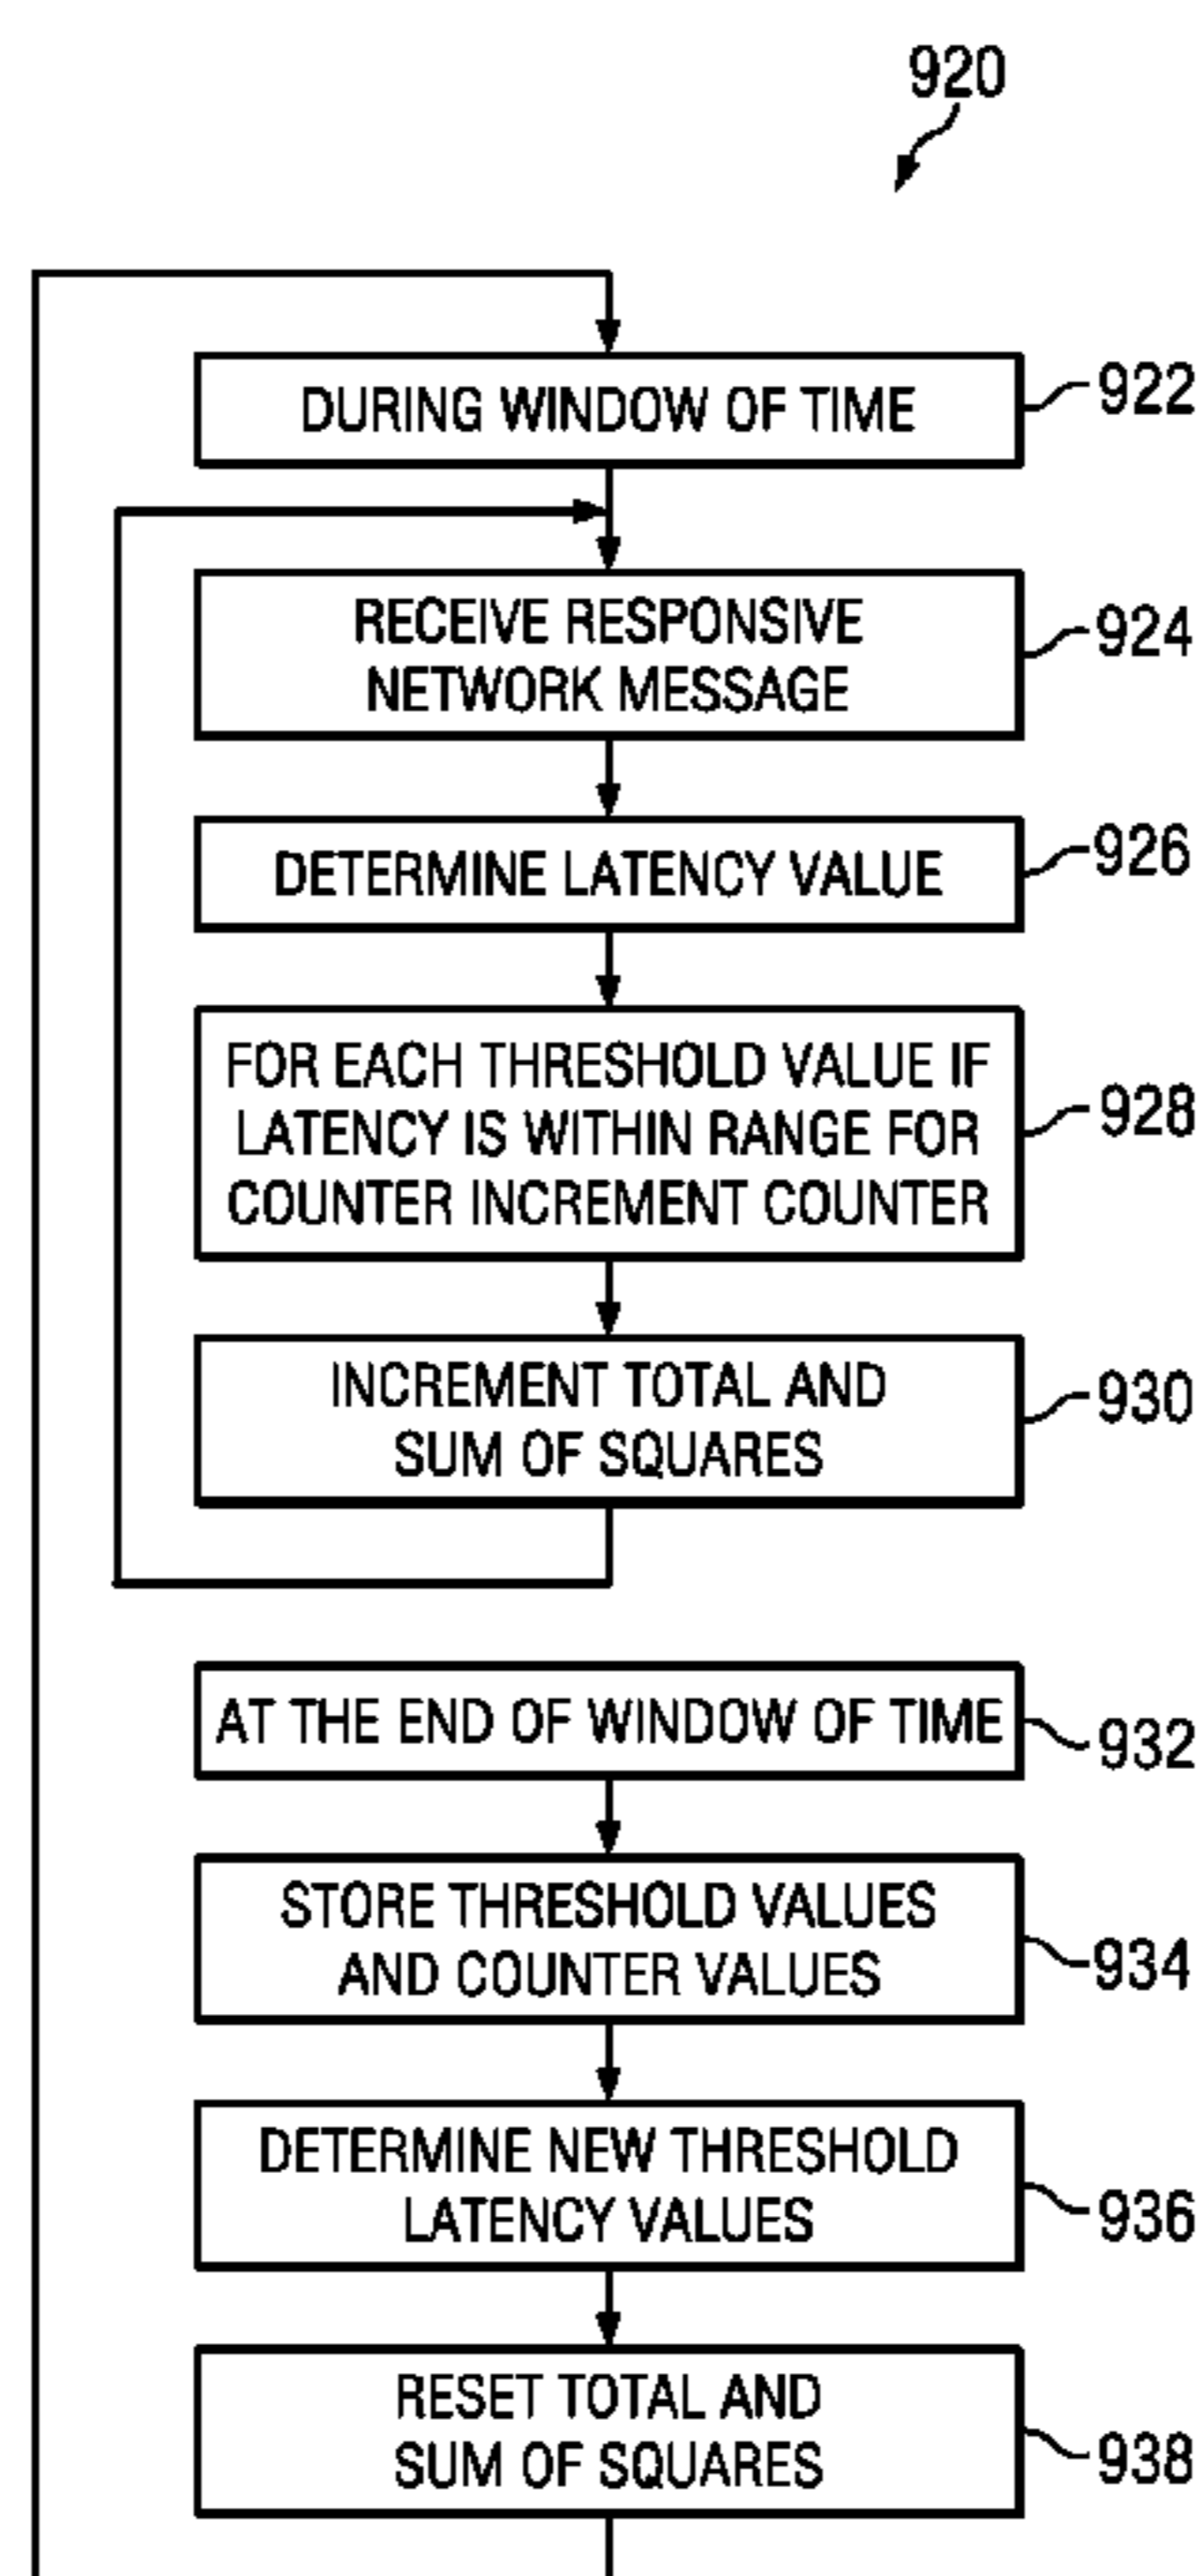 920
DURING WINDOW OF TIME
922
RECEIVE RESPONSIVE
NETWORK MESSAGE
924
DETERMINE LATENCY VALUE
926
FOR EACH THRESHOLD VALUE IF
LATENCY IS WITHIN RANGE FOR
COUNTER INCREMENT COUNTER
928
INCREMENT TOTAL AND
SUM OF SQUARES
930
AT THE END OF WINDOW OF TIME
932
STORE THRESHOLD VALUES
AND COUNTER VALUES
934
DETERMINE NEW THRESHOLD
LATENCY VALUES
936
RESET TOTAL AND
SUM OF SQUARES
938